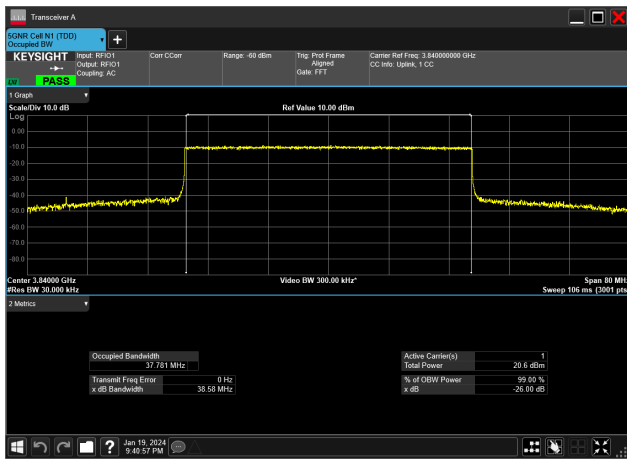 Transceiver A
5GNR Cell N1 (TDD)
Occupied BW
KEYSIGHT
Input: RFIO1
Output: RFIO1
Coupling: AC
Corr CCorr
Range: -60 dBm
Trig: Prot Frame
Aligned
Gate: FFT
Carrier Ref Freq: 3.840000000 GHz
CC Info: Uplink, 1 CC
PASS
1 Graph
Scale/Div 10.0 dB
Ref Value 10.00 dBm
Log
0.00
-10.0
-20.0
-30.0
-40.0
-50.0
-60.0
-70.0
-80.0
Center 3.84000 GHz
Video BW 300.00 kHz*
Span 80 MHz
#Res BW 30.000 kHz
Sweep 106 ms (3001 pts)
2 Metrics
Occupied Bandwidth
37.781 MHz
Transmit Freq Error 0 Hz
x dB Bandwidth 38.58 MHz
Active Carrier(s) 1
Total Power 20.6 dBm
% of OBW Power 99.00 %
x dB -26.00 dB
Jan 19, 2024
9:40:57 PM